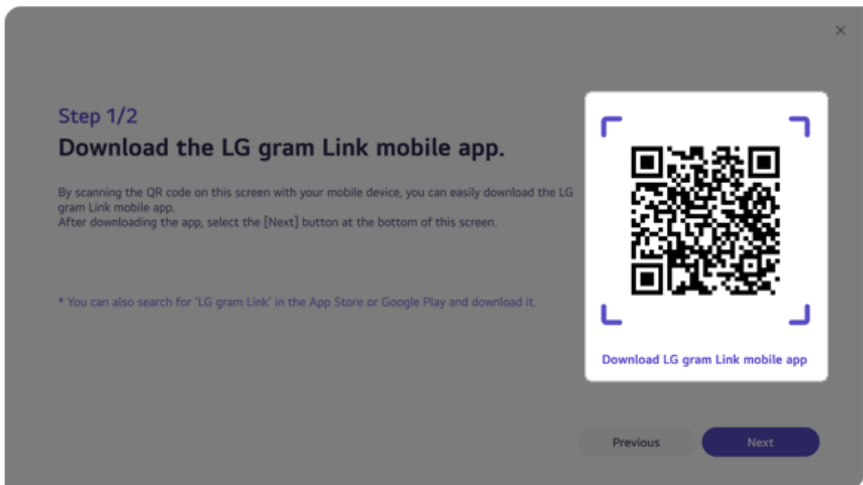 Step 1/2
Download the LG gram Link mobile app.
By scanning the QR code on this screen with your mobile device, you can easily download the LG
gram Link mobile app.
After downloading the app, select the [Next] button at the bottom of this screen.
* You can also search for 'LG gram Link' in the App Store or Google Play and download it.
Download LG gram Link mobile app
Previous
Next